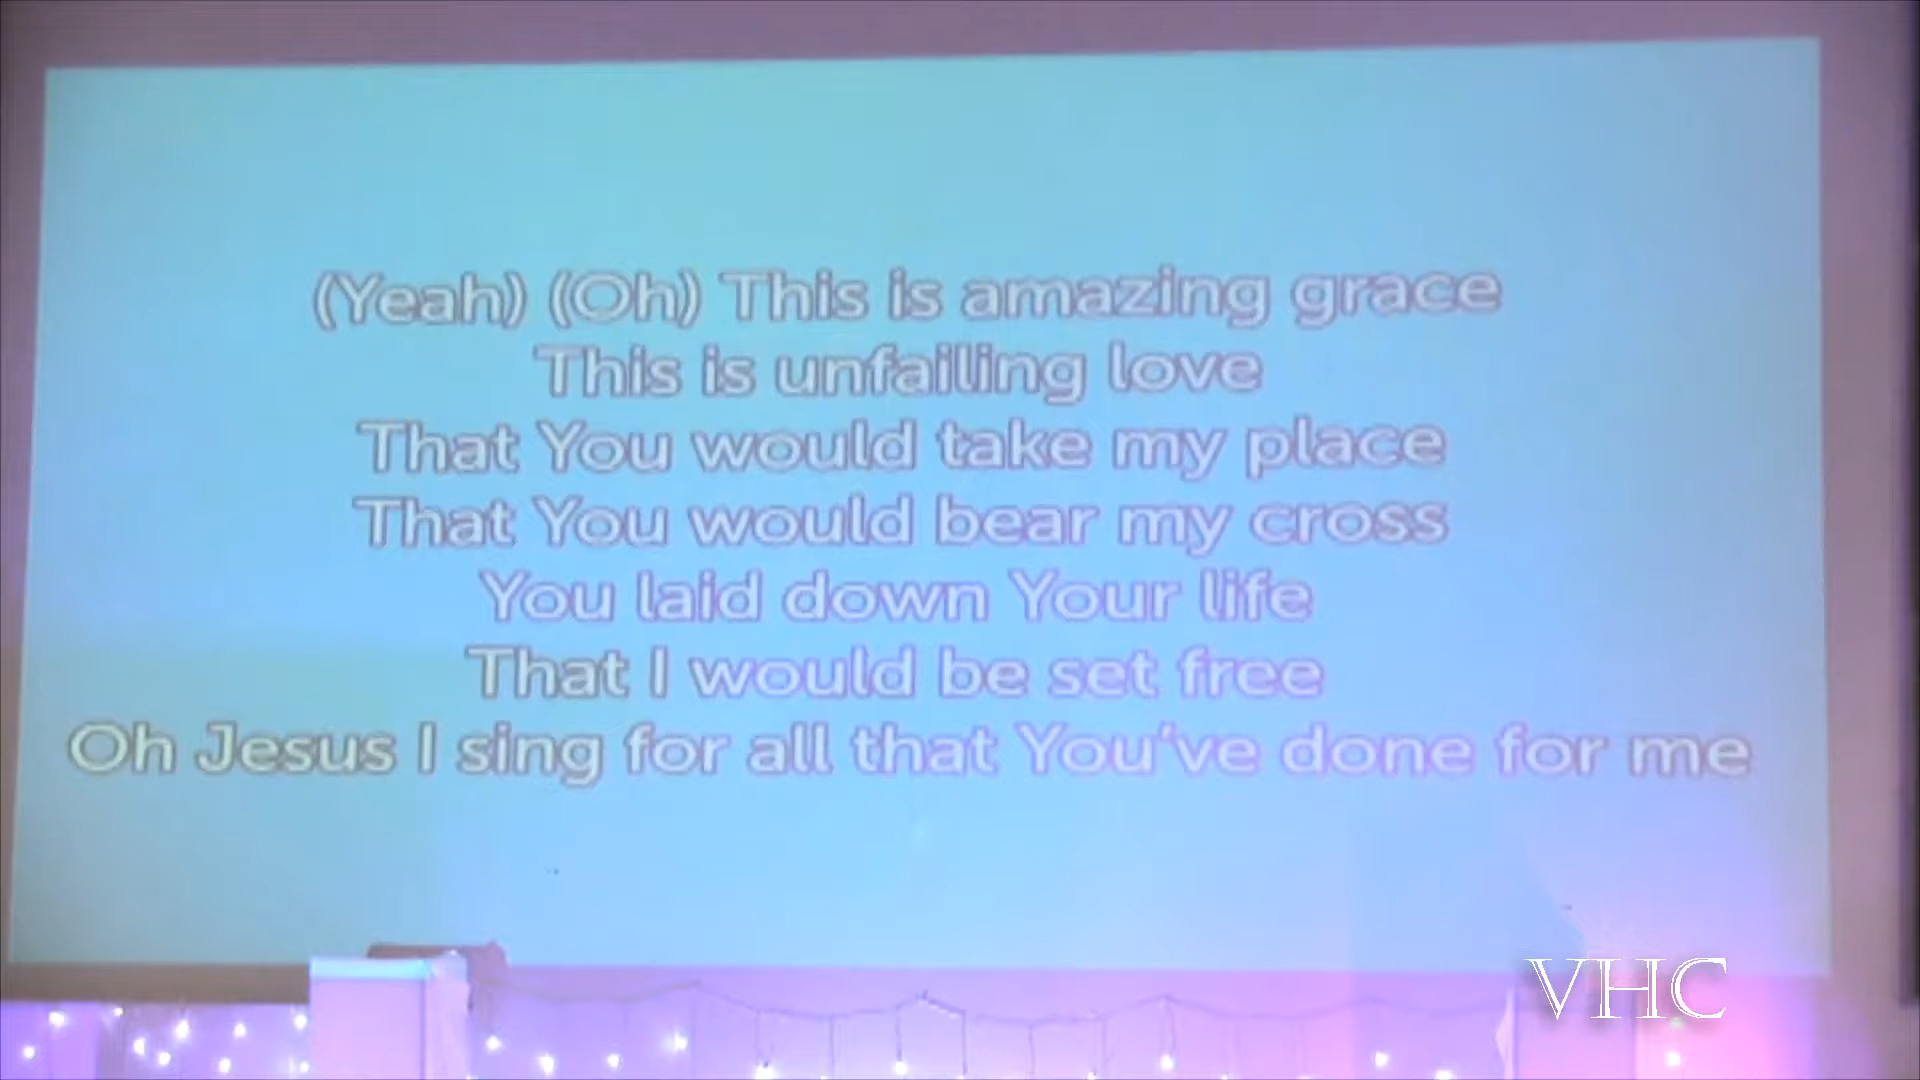 (Yeah) (Oh) This is amazing grace
This is unfailing love
That You would take my place
That You would bear my cross
You laid down Your life
That I would be set free
Oh Jesus I sing for all that You've done for me
VHC